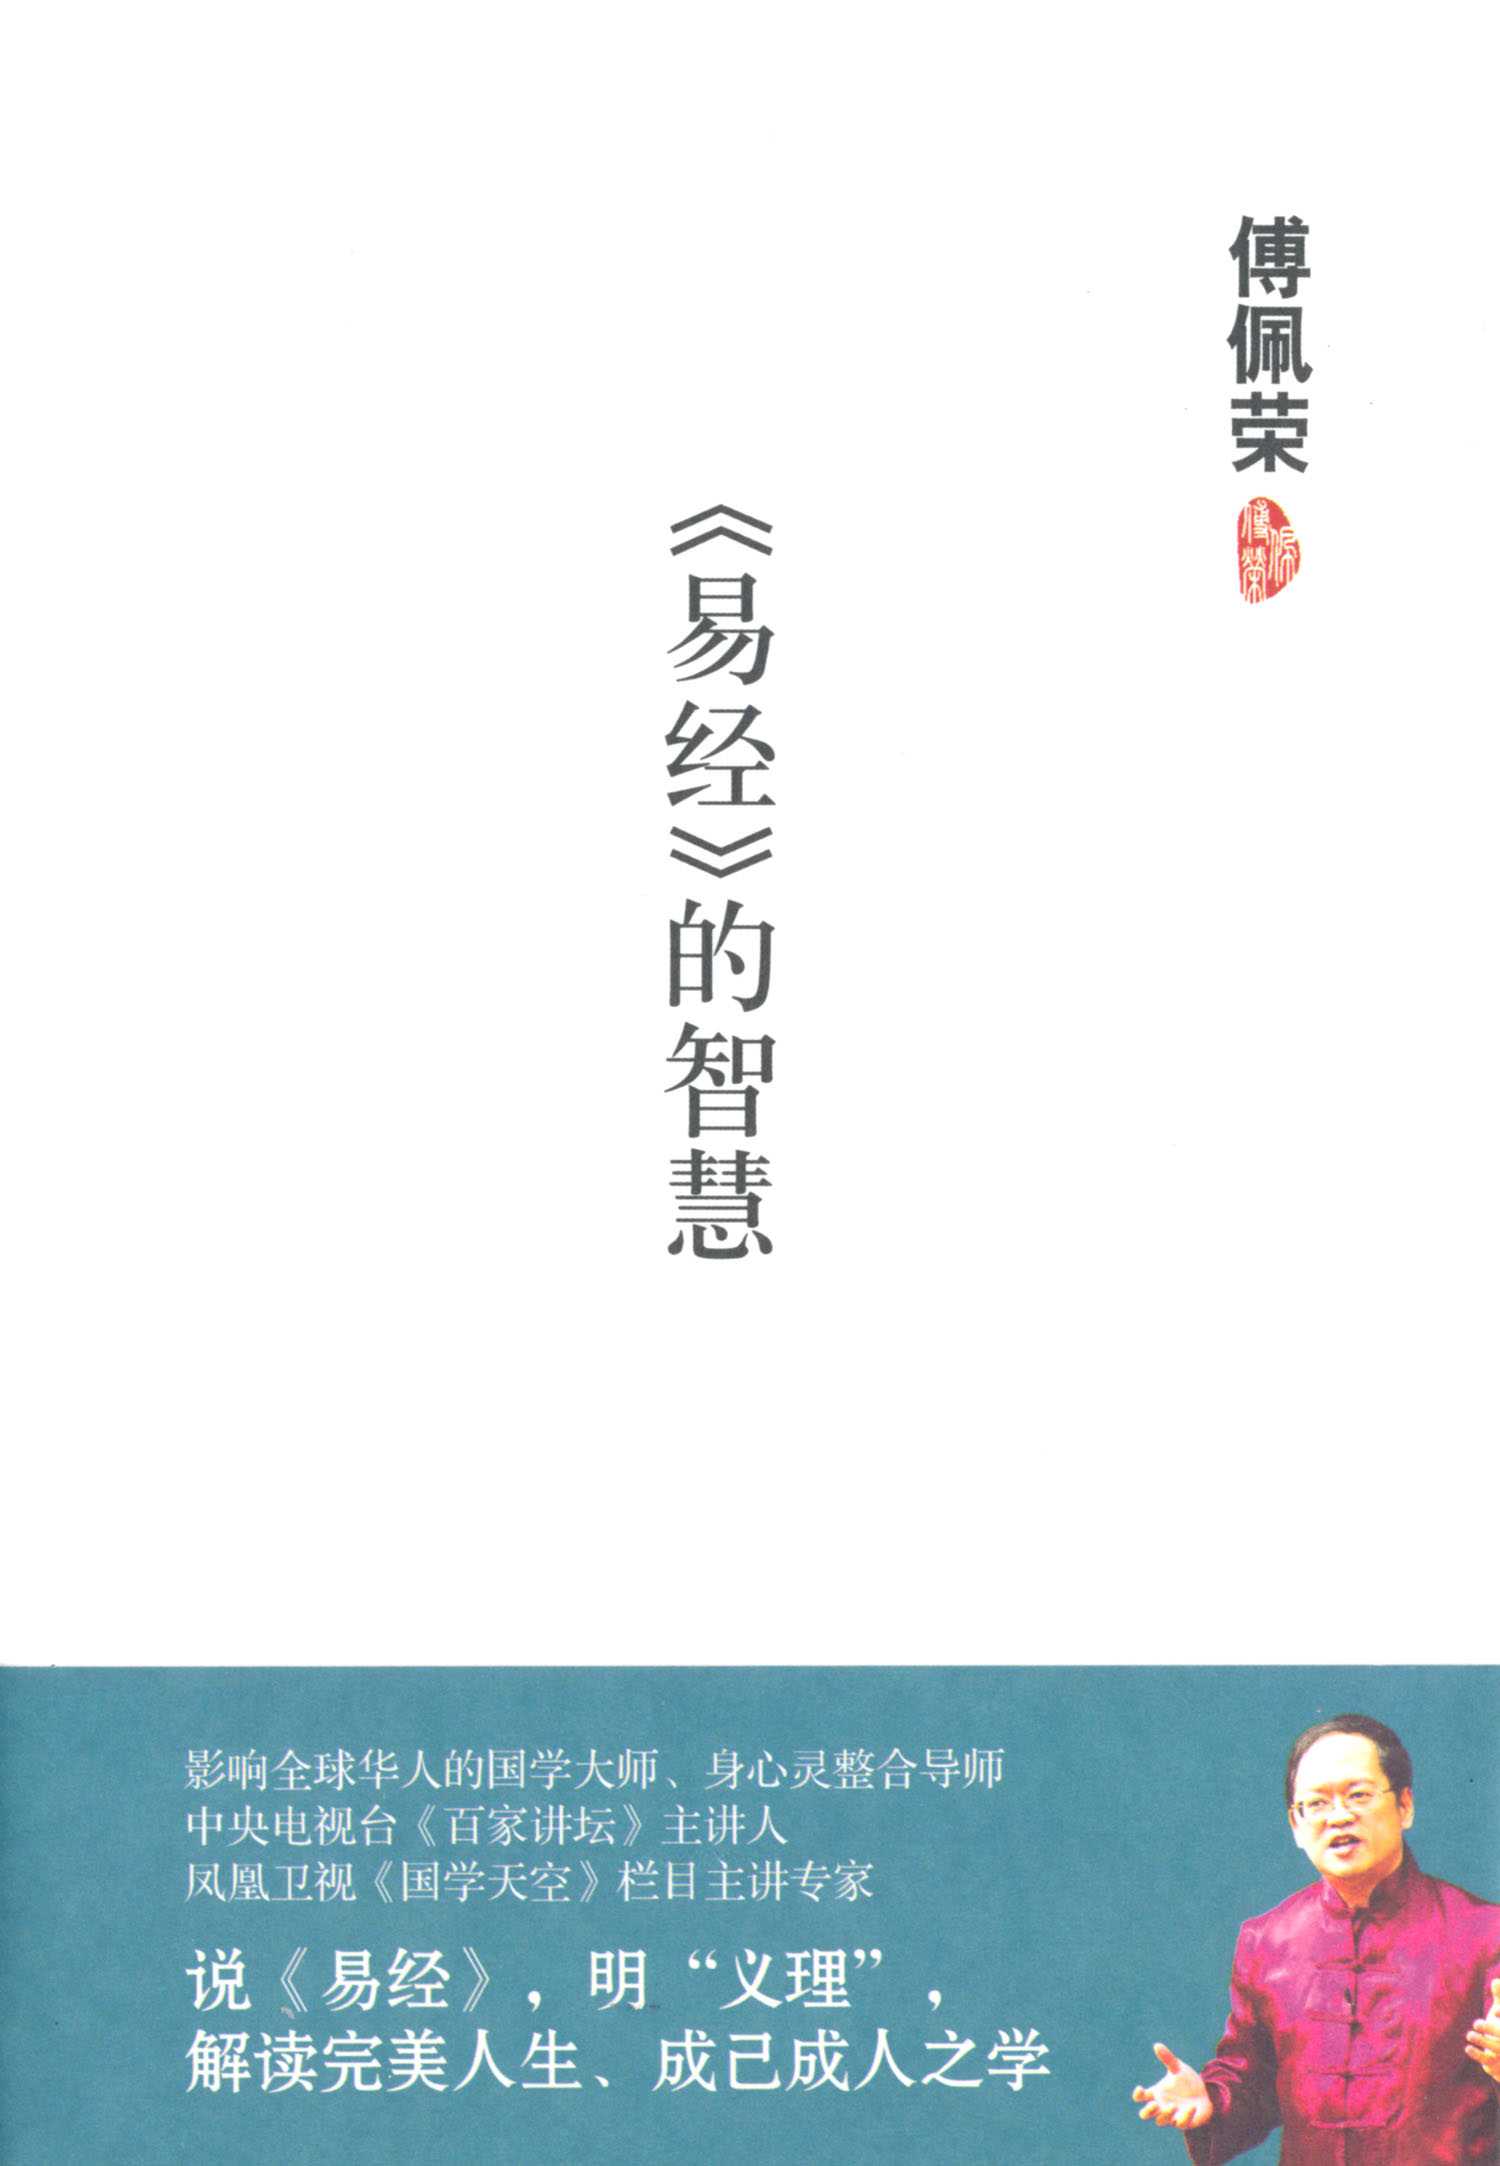 傅佩荣
傅佩榮
《易经》的智慧
影响全球华人的国学大师、身心灵整合导师
中央电视台《百家讲坛》主讲人
凤凰卫视《国学天空》栏目主讲专家
说《易经》，明“义理”，
解读完美人生、成己成人之学